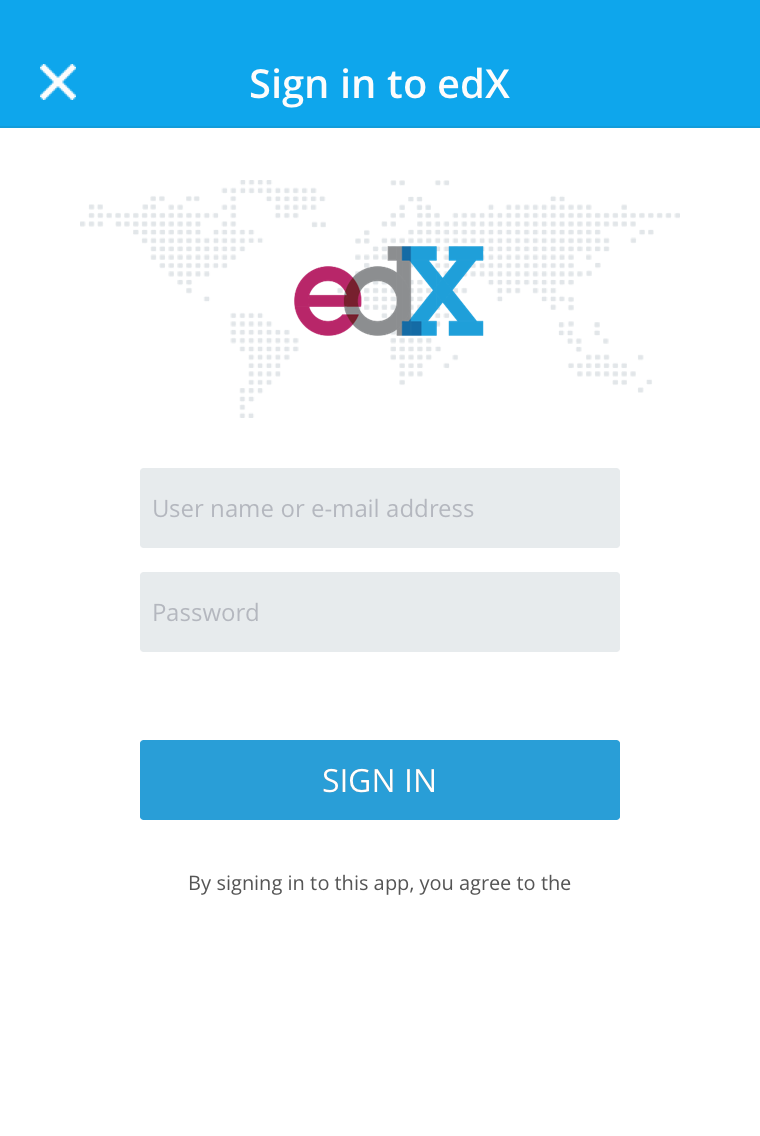 Sign in to edX
edX
User name or e-mail address
Password
SIGN IN
By signing in to this app, you agree to the